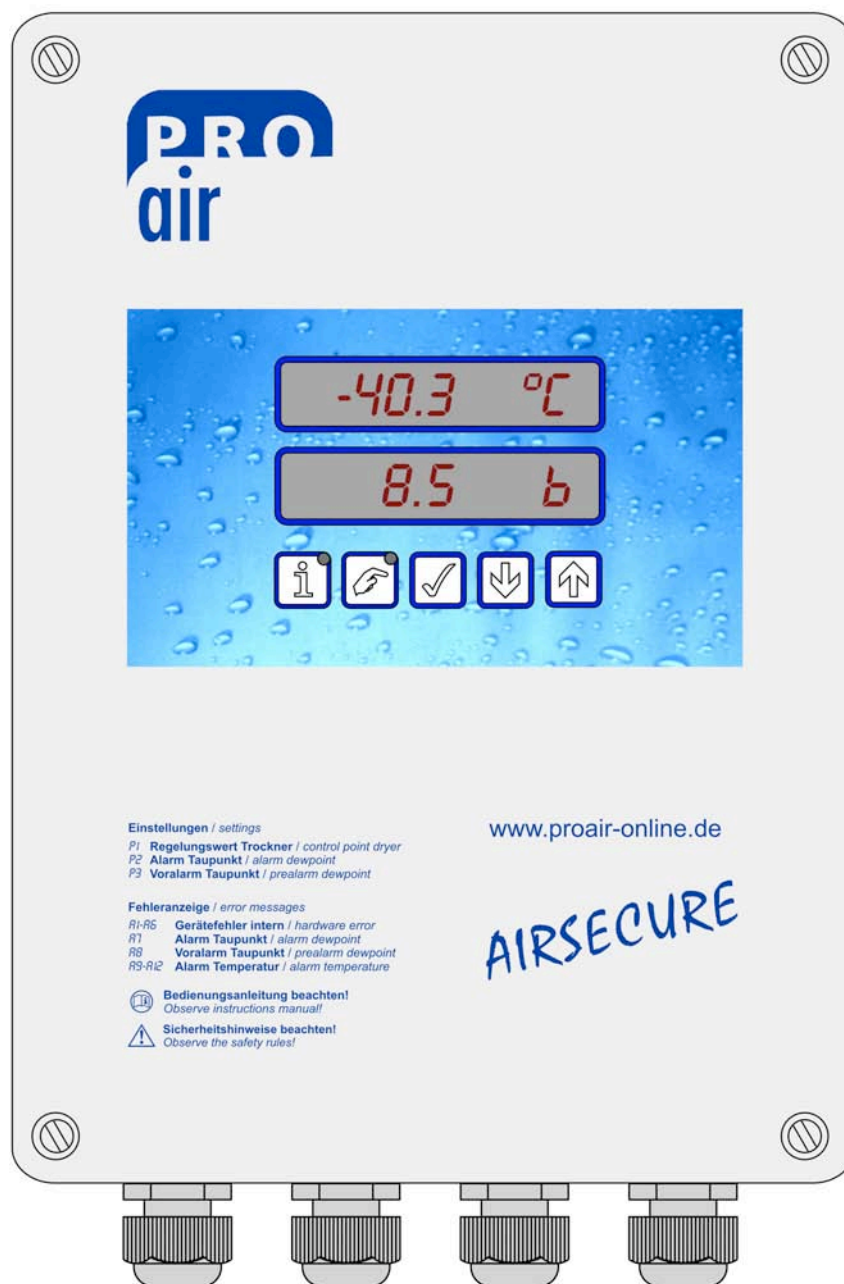 PRO
air
-40.3 °C
8.5 b
i
Einstellungen / settings
P1 Regelungswert Trockner / control point dryer
P2 Alarm Taupunkt / alarm dewpoint
P3 Voralarm Taupunkt / prealarm dewpoint
Fehleranzeige / error messages
A1-A6 Gerätefehler intern / hardware error
A7 Alarm Taupunkt / alarm dewpoint
A8 Voralarm Taupunkt / prealarm dewpoint
A9-A12 Alarm Temperatur / alarm temperature
Bedienungsanleitung beachten!
Observe instructions manual!
Sicherheitshinweise beachten!
Observe the safety rules!
www.proair-online.de
AIRSECURE